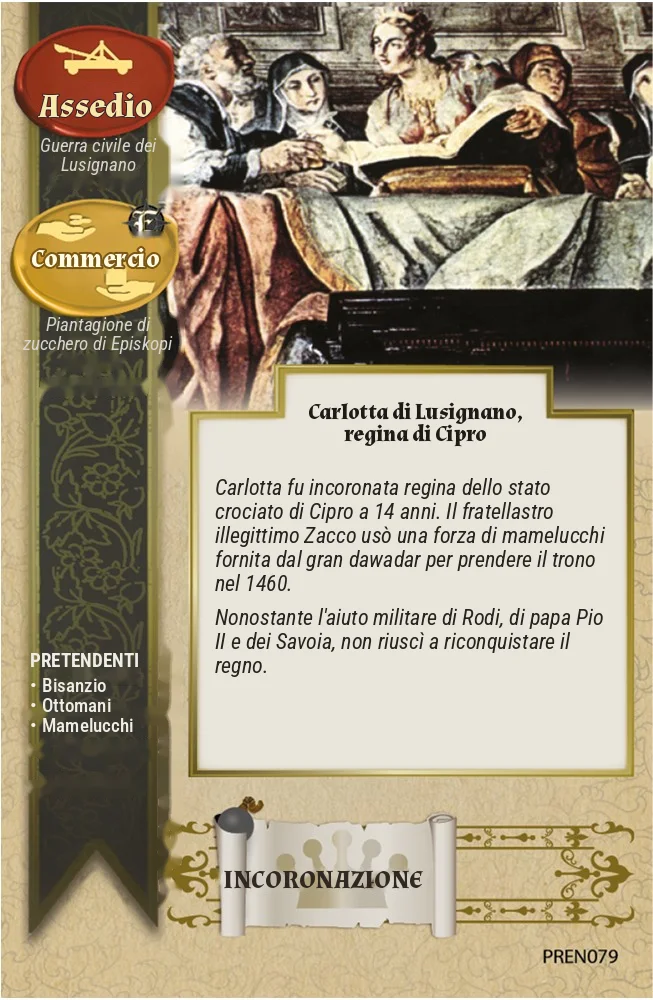 Assedio
Guerra civile dei
Lusignano
F
Commercio
Piantagione di
zucchero di Episkopi
Carlotta di Lusignano,
regina di Cipro
Carlotta fu incoronata regina dello stato
crociato di Cipro a 14 anni. Il fratellastro
illegittimo Zacco usò una forza di mamelucchi
fornita dal gran dawadar per prendere il trono
nel 1460.
Nonostante l'aiuto militare di Rodi, di papa Pio
II e dei Savoia, non riuscì a riconquistare il
regno.
PRETENDENTI
• Bisanzio
• Ottomani
• Mamelucchi
INCORONAZIONE
PREN079